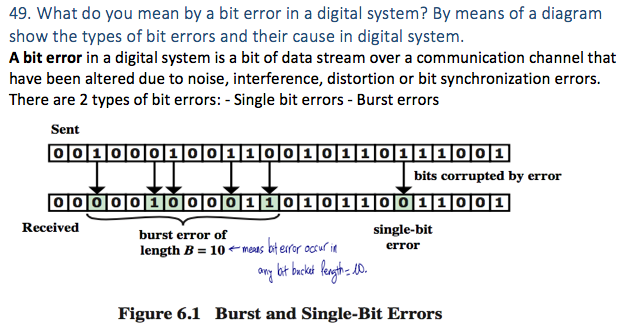 49. What do you mean by a bit error in a digital system? By means of a diagram
show the types of bit errors and their cause in digital system.
A bit error in a digital system is a bit of data stream over a communication channel that
have been altered due to noise, interference, distortion or bit synchronization errors.
There are 2 types of bit errors: - Single bit errors - Burst errors
Sent
0 0 1 0 0 0 1 0 0 1 1 0 0 1 0 1 1 0 1 1 1 0 0 1
bits corrupted by error
0 0 0 0 0 1 0 0 0 0 1 1 0 1 0 1 1 0 0 1 1 0 0 1
Received
burst error of
length B = 10
← means bit error occur in
any bit bucket length = 10.
single-bit
error
Figure 6.1 Burst and Single-Bit Errors